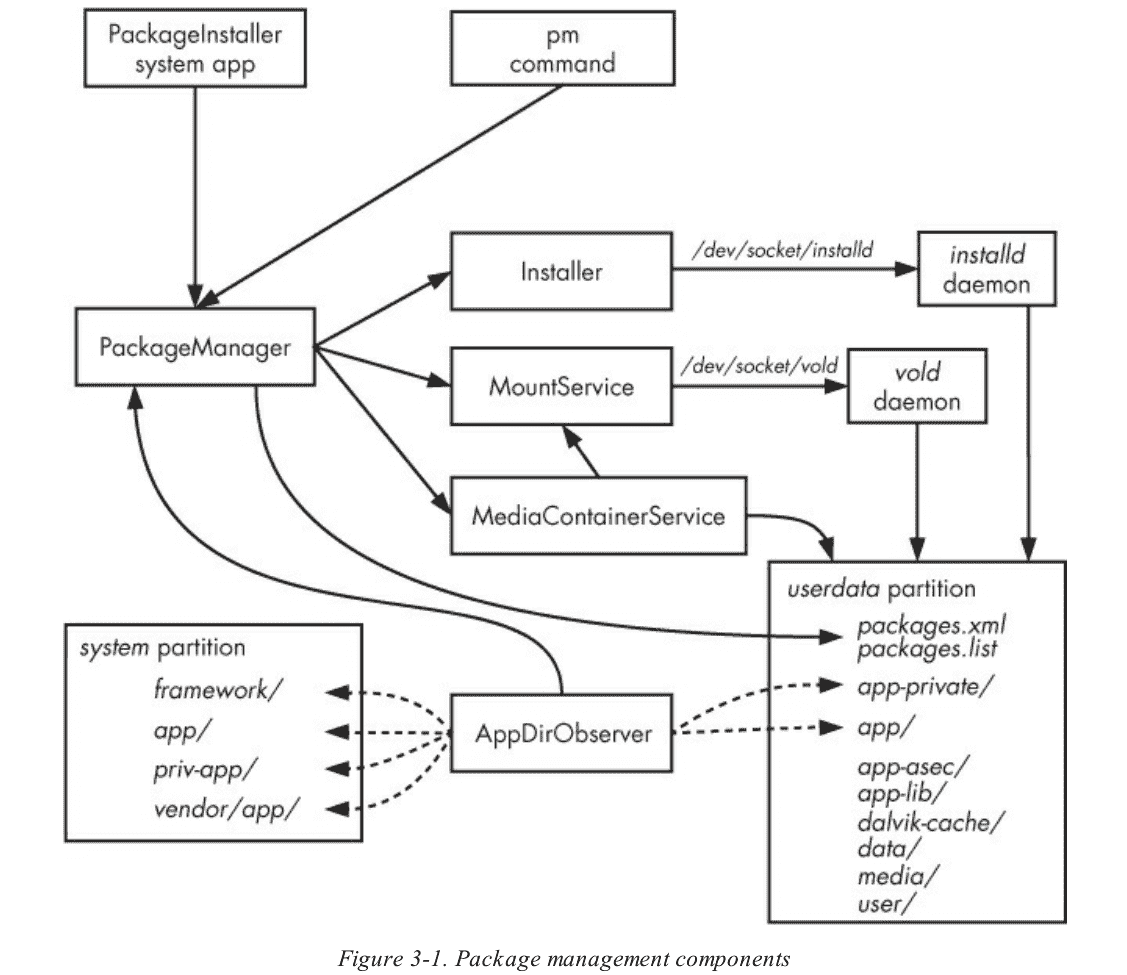 PackageInstaller
system app
pm
command
Installer
/dev/socket/installd
installd
daemon
PackageManager
MountService
/dev/socket/vold
vold
daemon
MediaContainerService
userdata partition
packages.xml
packages.list
app-private/
app/
app-asec/
app-lib/
dalvik-cache/
data/
media/
user/
system partition
framework/
app/
priv-app/
vendor/app/
AppDirObserver
Figure 3-1. Package management components